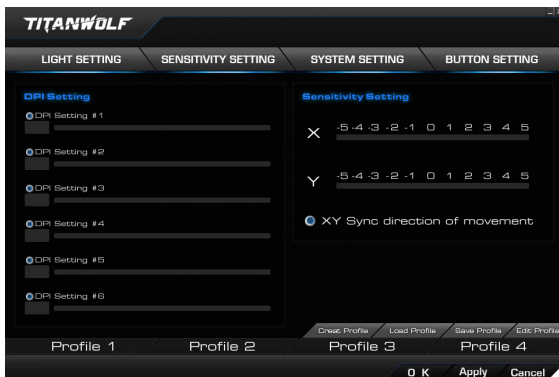 TITANWOLF
LIGHT SETTING SENSITIVITY SETTING SYSTEM SETTING BUTTON SETTING
DPI Setting
DPI Setting #1
DPI Setting #2
DPI Setting #3
DPI Setting #4
DPI Setting #5
DPI Setting #6
Sensitivity Setting
X -5 -4 -3 -2 -1 0 1 2 3 4 5
Y -5 -4 -3 -2 -1 0 1 2 3 4 5
XY Sync direction of movement
Creat Profile Load Profile Save Profile Edit Profile
Profile 1 Profile 2 Profile 3 Profile 4
O K Apply Cancel